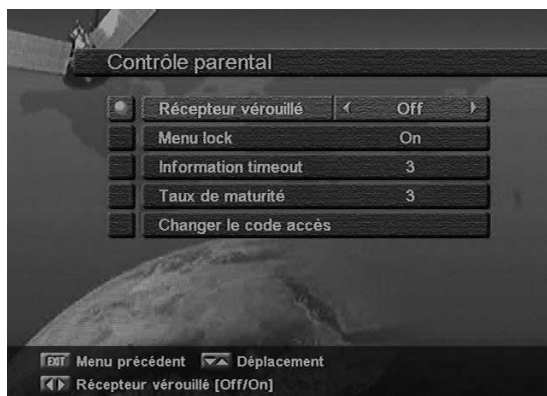 Contrôle parental
Récepteur vérouillé Off
Menu lock On
Information timeout 3
Taux de maturité 3
Changer le code accès
EXIT Menu précédent Déplacement
Récepteur vérouillé [Off/On]